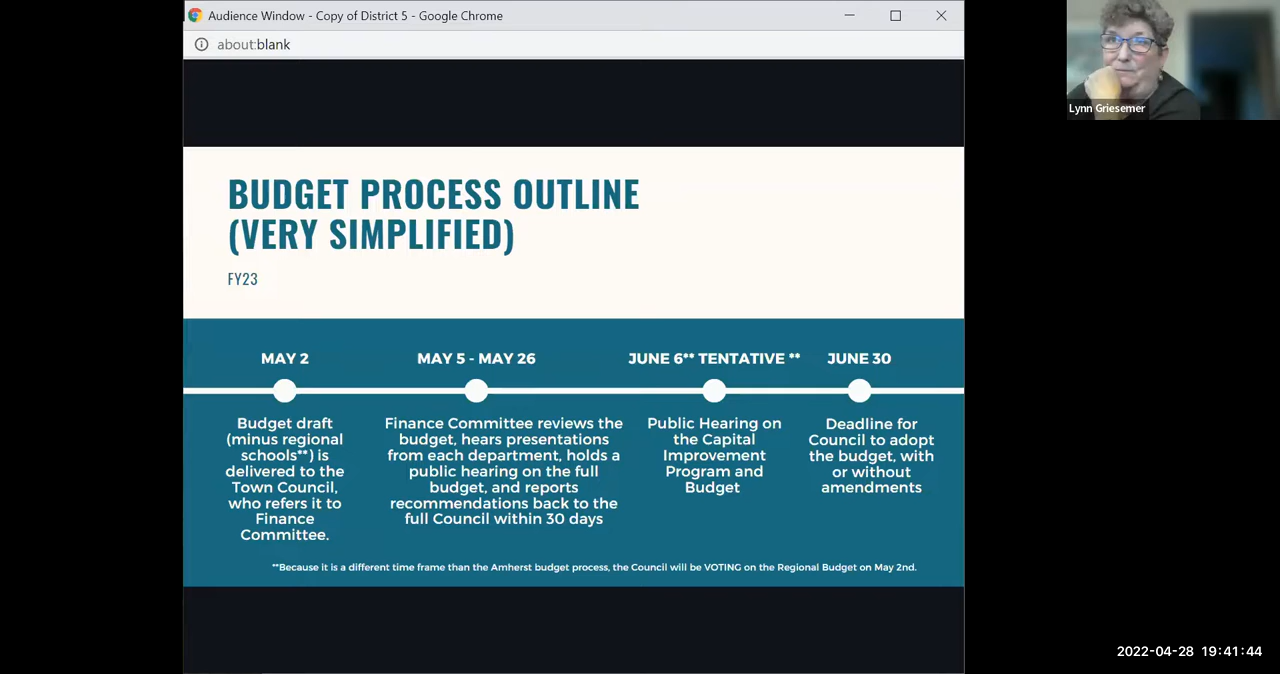 Audience Window - Copy of District 5 - Google Chrome
about:blank
Lynn Griesemer
BUDGET PROCESS OUTLINE
(VERY SIMPLIFIED)
FY23
MAY 2
Budget draft
(minus regional
schools**) is
delivered to the
Town Council,
who refers it to
Finance
Committee.
MAY 5 - MAY 26
Finance Committee reviews the
budget, hears presentations
from each department, holds a
public hearing on the full
budget, and reports
recommendations back to the
full Council within 30 days
JUNE 6** TENTATIVE **
Public Hearing on
the Capital
Improvement
Program and
Budget
JUNE 30
Deadline for
Council to adopt
the budget, with
or without
amendments
**Because it is a different time frame than the Amherst budget process, the Council will be VOTING on the Regional Budget on May 2nd.
2022-04-28 19:41:44